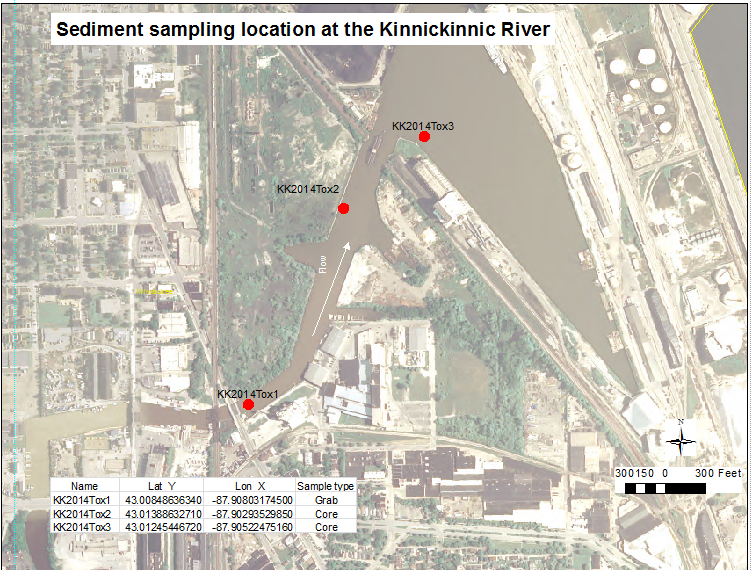 Sediment sampling location at the Kinnickinnic River
KK2014Tox3
KK2014Tox2
Flow
KK2014Tox1
N
300150 0 300 Feet
Name Lat Y Lon X Sample type
KK2014Tox1 43.00848636340 -87.90803174500 Grab
KK2014Tox2 43.01388632710 -87.90293529850 Core
KK2014Tox3 43.01245446720 -87.90522475160 Core